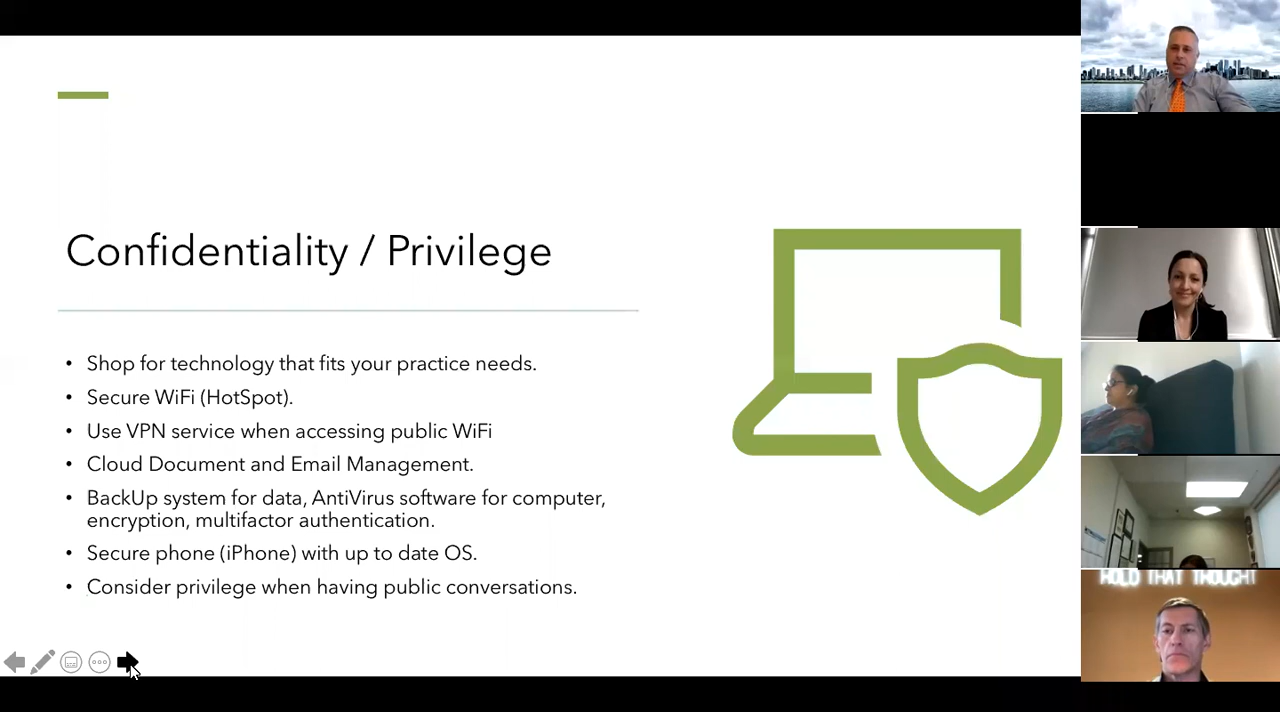 Confidentiality / Privilege
• Shop for technology that fits your practice needs.
• Secure WiFi (HotSpot).
• Use VPN service when accessing public WiFi
• Cloud Document and Email Management.
• BackUp system for data, AntiVirus software for computer,
encryption, multifactor authentication.
• Secure phone (iPhone) with up to date OS.
• Consider privilege when having public conversations.
HOLD THAT THOUGHT